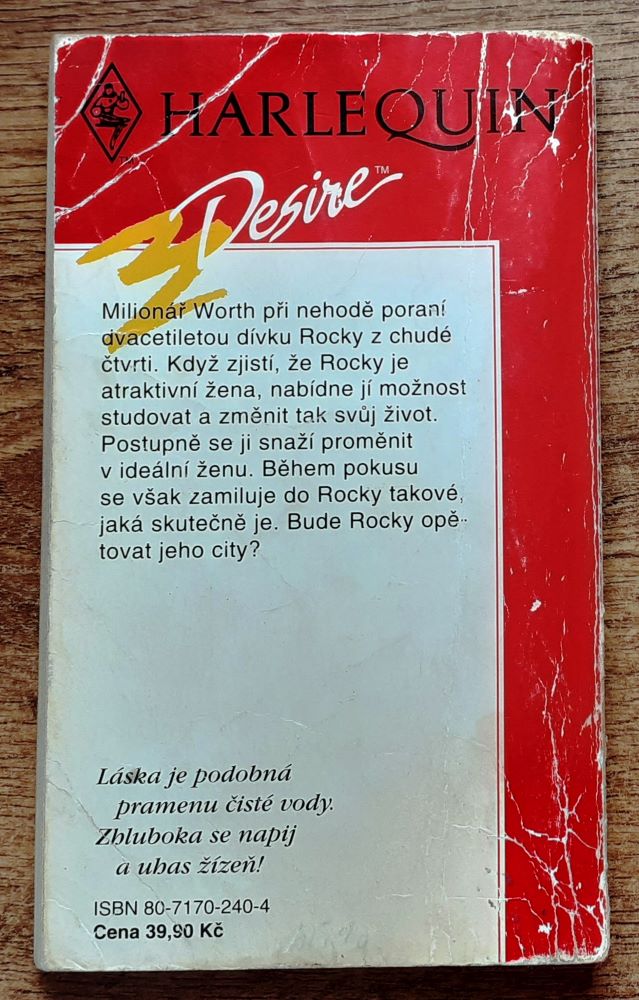 HARLEQUIN
TM
Desire™
Milionář Worth při nehodě poraní
dvacetiletou dívku Rocky z chudé
čtvrti. Když zjistí, že Rocky je
atraktivní žena, nabídne jí možnost
studovat a změnit tak svůj život.
Postupně se ji snaží proměnit
v ideální ženu. Během pokusu
se však zamiluje do Rocky takové,
jaká skutečně je. Bude Rocky opě-
tovat jeho city?
Láska je podobná
pramenu čisté vody.
Zhluboka se napij
a uhas žízeň!
ISBN 80-7170-240-4
Cena 39,90 Kč